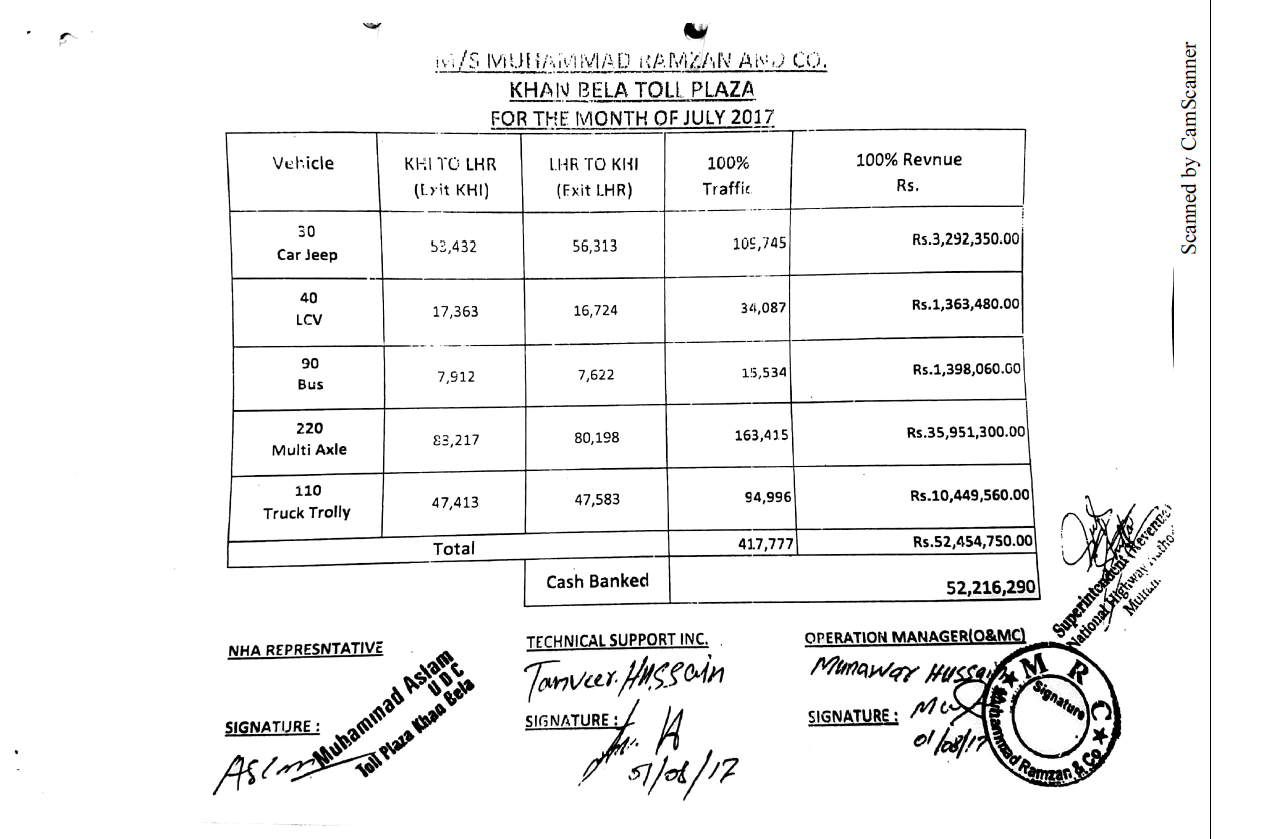 M/S MUHAMMAD RAMZAN AND CO.
KHAN BELA TOLL PLAZA
FOR THE MONTH OF JULY 2017
Vehicle KHI TO LHR (Exit KHI) LHR TO KHI (Exit LHR) 100% Traffic 100% Revnue Rs.
30 Car Jeep 53,432 56,313 109,745 Rs.3,292,350.00
40 LCV 17,363 16,724 34,087 Rs.1,363,480.00
90 Bus 7,912 7,622 15,534 Rs.1,398,060.00
220 Multi Axle 83,217 80,198 163,415 Rs.35,951,300.00
110 Truck Trolly 47,413 47,583 94,996 Rs.10,449,560.00
Total 417,777 Rs.52,454,750.00
Cash Banked 52,216,290
Superintendent (Revenue)
National Highway Autho
Multan.
NHA REPRESNTATIVE
Muhammad Aslam
U D C
Toll Plaza Khan Bela
SIGNATURE :
Aslam
TECHNICAL SUPPORT INC.
Tanveer Hussain
SIGNATURE :
01/08/17
OPERATION MANAGER(O&MC)
Munawar Hussain
SIGNATURE :
01/08/17
M R C
Signature
Muhammad Ramzan & Co
Scanned by CamScanner